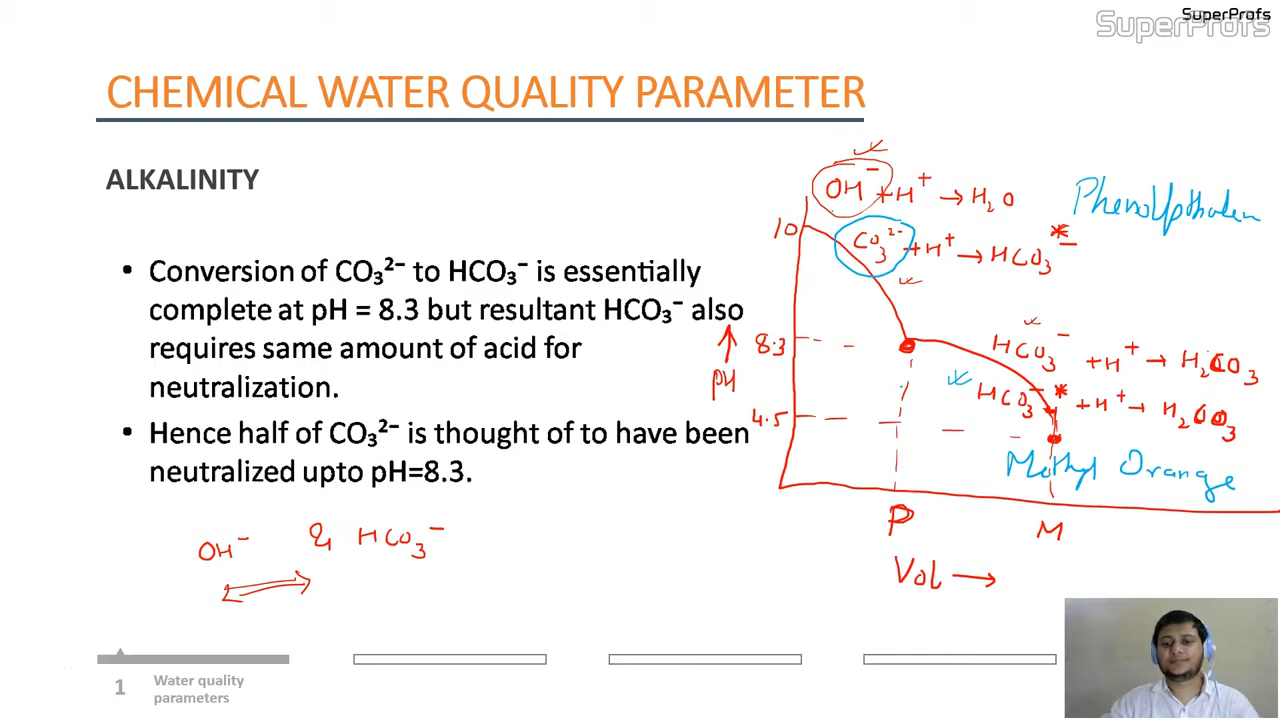 SuperProfs
SuperProfs
CHEMICAL WATER QUALITY PARAMETER
ALKALINITY
• Conversion of CO₃²⁻ to HCO₃⁻ is essentially
complete at pH = 8.3 but resultant HCO₃⁻ also
requires same amount of acid for
neutralization.
• Hence half of CO₃²⁻ is thought of to have been
neutralized upto pH=8.3.
OH⁻ & HCO₃⁻
OH⁻ + H⁺ → H₂O
Phenolpthalein
10
CO₃²⁻ + H⁺ → HCO₃⁻ *
8.3
HCO₃⁻ + H⁺ → H₂CO₃
pH
HCO₃⁻ * + H⁺ → H₂CO₃
4.5
Methyl Orange
P
M
Vol →
1
Water quality
parameters